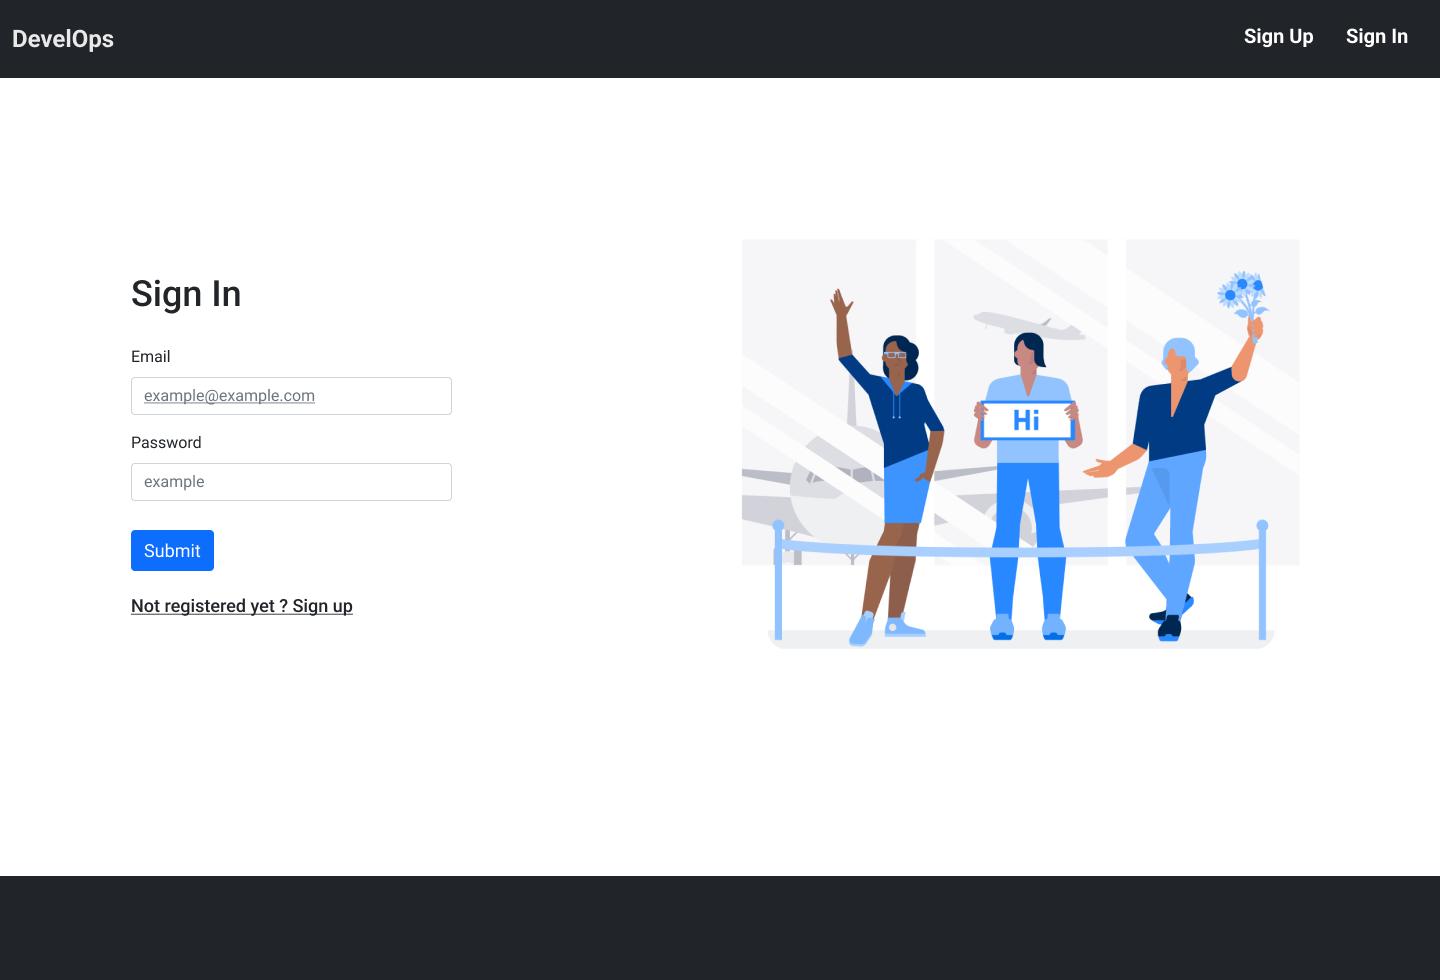 DevelOps
Sign Up
Sign In
Sign In
Email
example@example.com
Password
example
Submit
Not registered yet ? Sign up
Hi